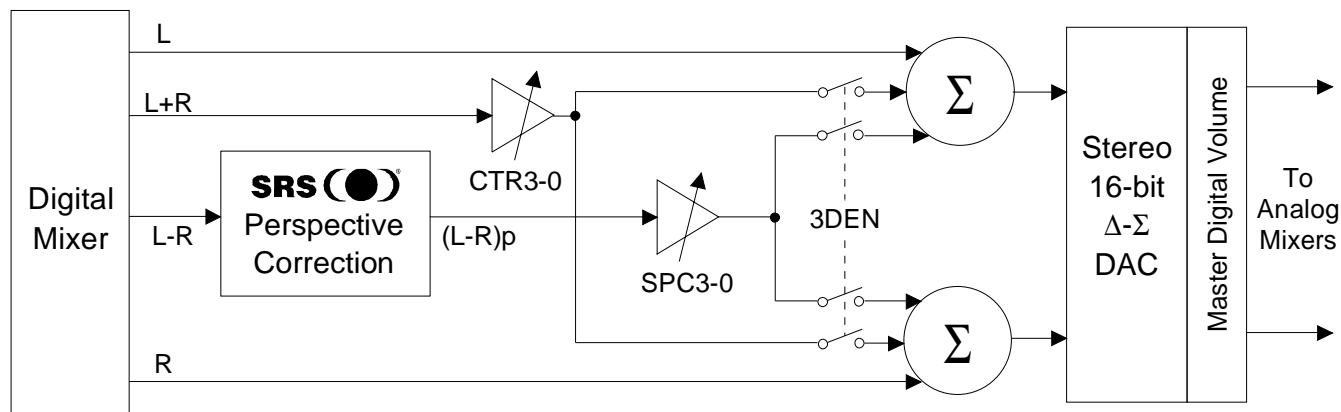 Digital
Mixer
L
L+R
L-R
R
SRS ®
Perspective
Correction
(L-R)p
CTR3-0
SPC3-0
3DEN
Σ
Σ
Stereo
16-bit
Δ-Σ
DAC
Master Digital Volume
To
Analog
Mixers